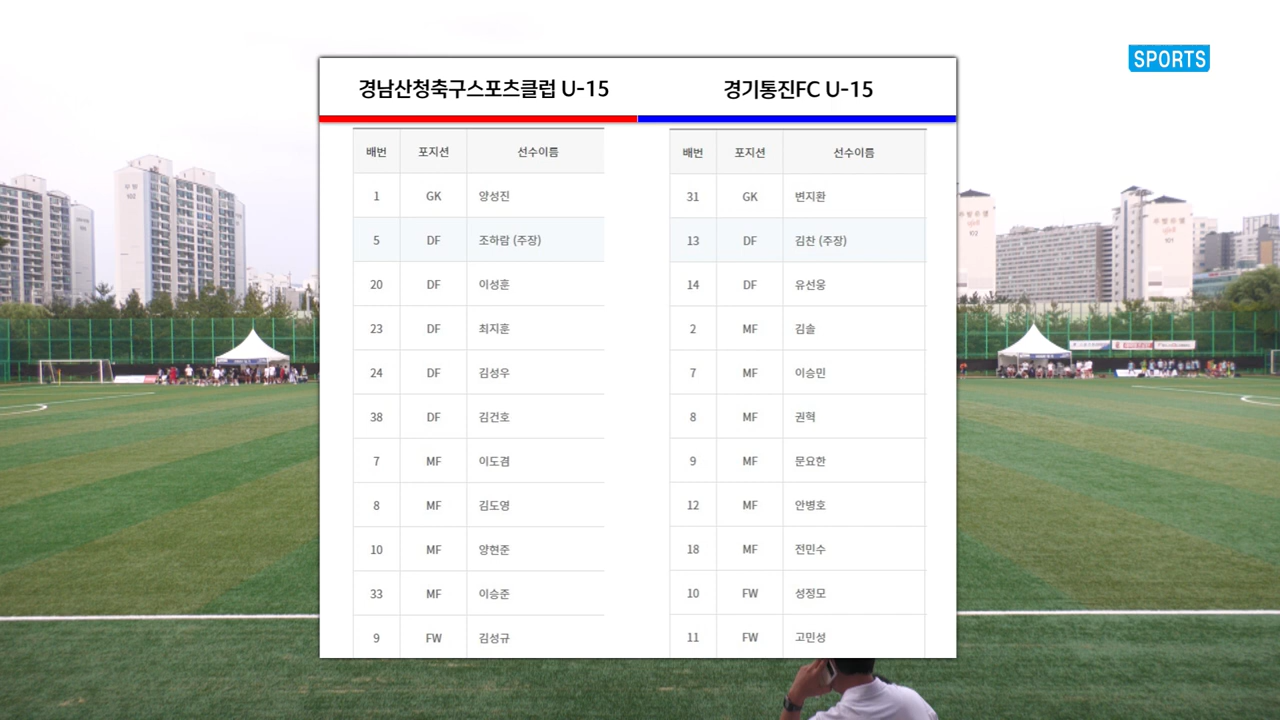 SPORTS
경남산청축구스포츠클럽 U-15
배번 포지션 선수이름
1 GK 양성진
5 DF 조하람 (주장)
20 DF 이성훈
23 DF 최지훈
24 DF 김성우
38 DF 김건호
7 MF 이도겸
8 MF 김도영
10 MF 양현준
33 MF 이승준
9 FW 김성규
경기통진FC U-15
배번 포지션 선수이름
31 GK 변지환
13 DF 김찬 (주장)
14 DF 유선웅
2 MF 김솔
7 MF 이승민
8 MF 권혁
9 MF 문요한
12 MF 안병호
18 MF 전민수
10 FW 성정모
11 FW 고민성
102
102
101